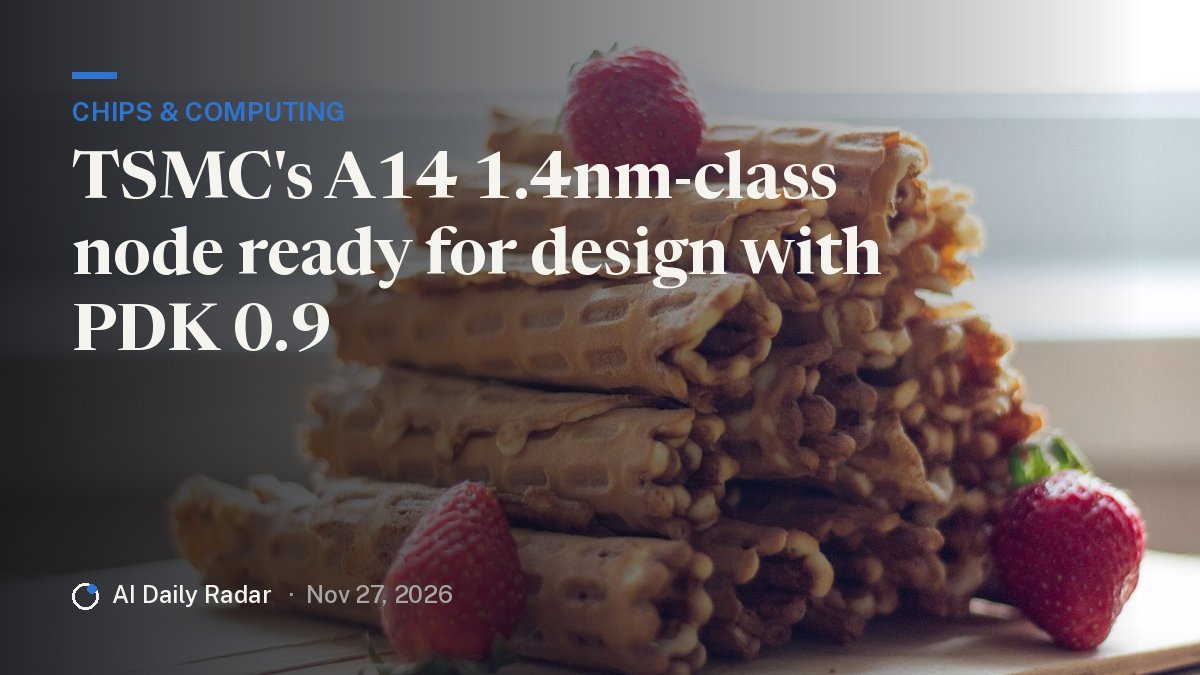 CHIPS & COMPUTING
TSMC's A14 1.4nm-class
node ready for design with
PDK 0.9
AI Daily Radar · Nov 27, 2026